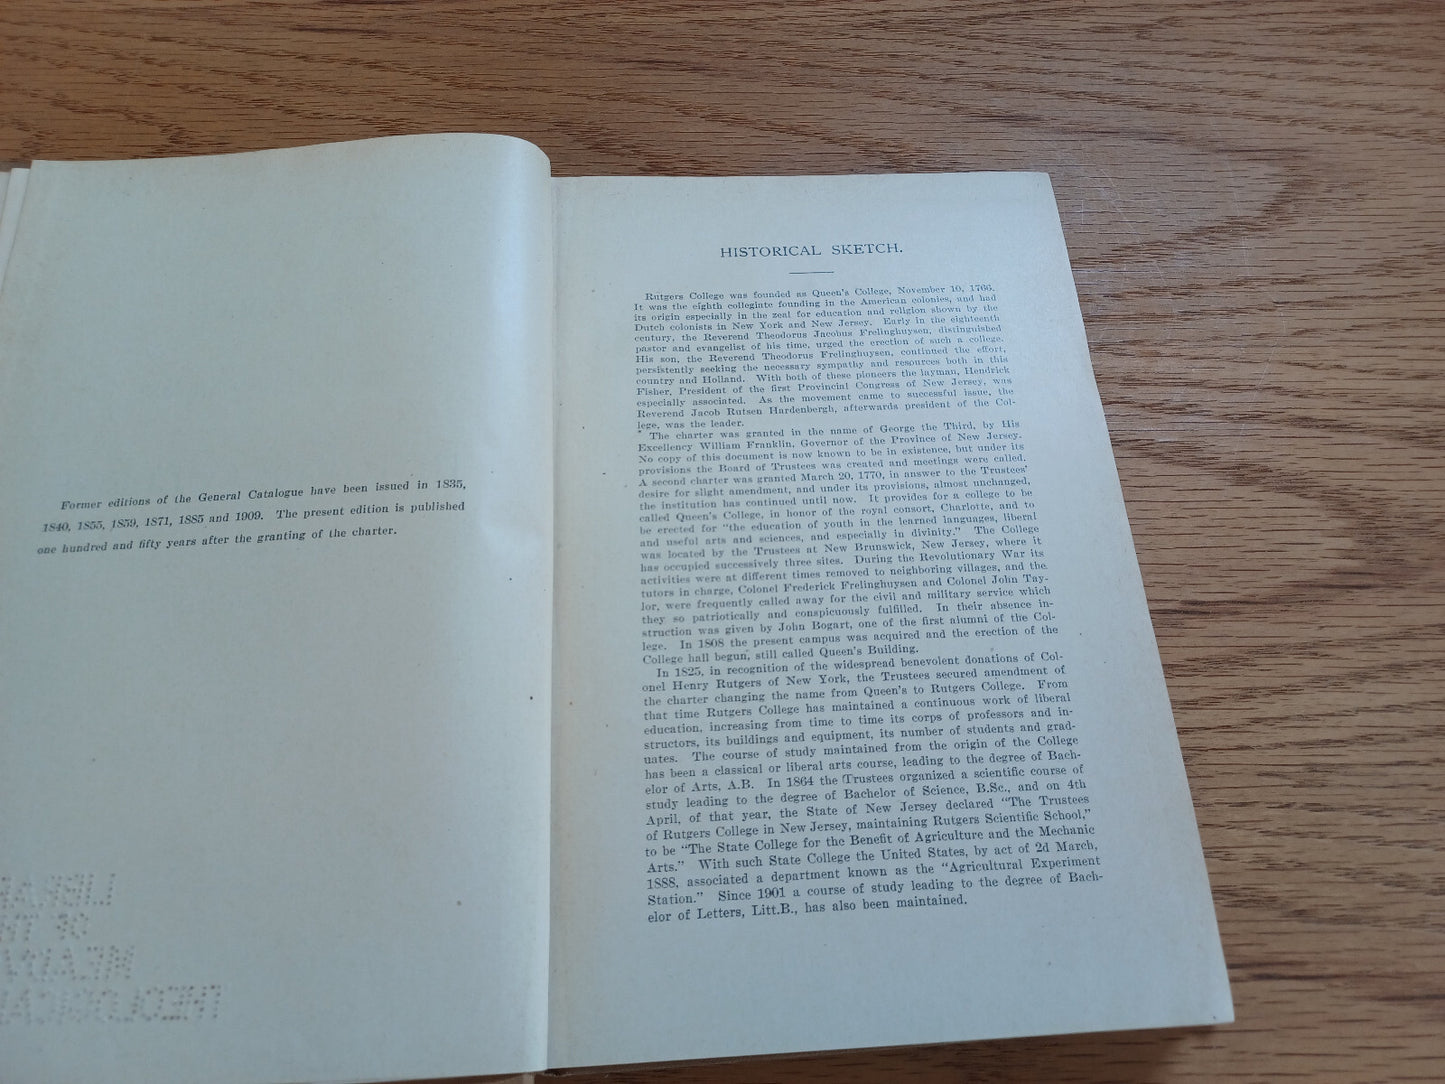 Former editions of the General Catalogue have been issued in 1835,
1840, 1855, 1859, 1871, 1885 and 1909. The present edition is published
one hundred and fifty years after the granting of the charter.
LIBRA
OF TH
MEADV
THEOLOGICA
HISTORICAL SKETCH.
Rutgers College was founded as Queen's College, November 10, 1766.
It was the eighth collegiate founding in the American colonies, and had
its origin especially in the zeal for education and religion shown by the
Dutch colonists in New York and New Jersey. Early in the eighteenth
century, the Reverend Theodorus Jacobus Frelinghuysen, distinguished
pastor and evangelist of his time, urged the erection of such a college.
His son, the Reverend Theodorus Frelinghuysen, continued the effort,
persistently seeking the necessary sympathy and resources both in this
country and Holland. With both of these pioneers the layman, Hendrick
Fisher, President of the first Provincial Congress of New Jersey, was
especially associated. As the movement came to successful issue, the
Reverend Jacob Rutsen Hardenbergh, afterwards president of the Col-
lege, was the leader.
The charter was granted in the name of George the Third, by His
Excellency William Franklin, Governor of the Province of New Jersey.
No copy of this document is now known to be in existence, but under its
provisions the Board of Trustees was created and meetings were called.
A second charter was granted March 20, 1770, in answer to the Trustees'
desire for slight amendment, and under its provisions, almost unchanged,
the institution has continued until now. It provides for a college to be
called Queen's College, in honor of the royal consort, Charlotte, and to
be erected for "the education of youth in the learned languages, liberal
and useful arts and sciences, and especially in divinity." The College
was located by the Trustees at New Brunswick, New Jersey, where it
has occupied successively three sites. During the Revolutionary War its
activities were at different times removed to neighboring villages, and the
tutors in charge, Colonel Frederick Frelinghuysen and Colonel John Tay-
lor, were frequently called away for the civil and military service which
they so patriotically and conspicuously fulfilled. In their absence in-
struction was given by John Bogart, one of the first alumni of the Col-
lege. In 1808 the present campus was acquired and the erection of the
College hall begun, still called Queen's Building.
In 1825, in recognition of the widespread benevolent donations of Col-
onel Henry Rutgers of New York, the Trustees secured amendment of
the charter changing the name from Queen's to Rutgers College. From
that time Rutgers College has maintained a continuous work of liberal
education, increasing from time to time its corps of professors and in-
structors, its buildings and equipment, its number of students and grad-
uates. The course of study maintained from the origin of the College
has been a classical or liberal arts course, leading to the degree of Bach-
elor of Arts, A.B. In 1864 the Trustees organized a scientific course of
study leading to the degree of Bachelor of Science, B.Sc., and on 4th
April, of that year, the State of New Jersey declared "The Trustees
of Rutgers College in New Jersey, maintaining Rutgers Scientific School,"
to be "The State College for the Benefit of Agriculture and the Mechanic
Arts." With such State College the United States, by act of 2d March,
1888, associated a department known as the "Agricultural Experiment
Station." Since 1901 a course of study leading to the degree of Bach-
elor of Letters, Litt.B., has also been maintained.